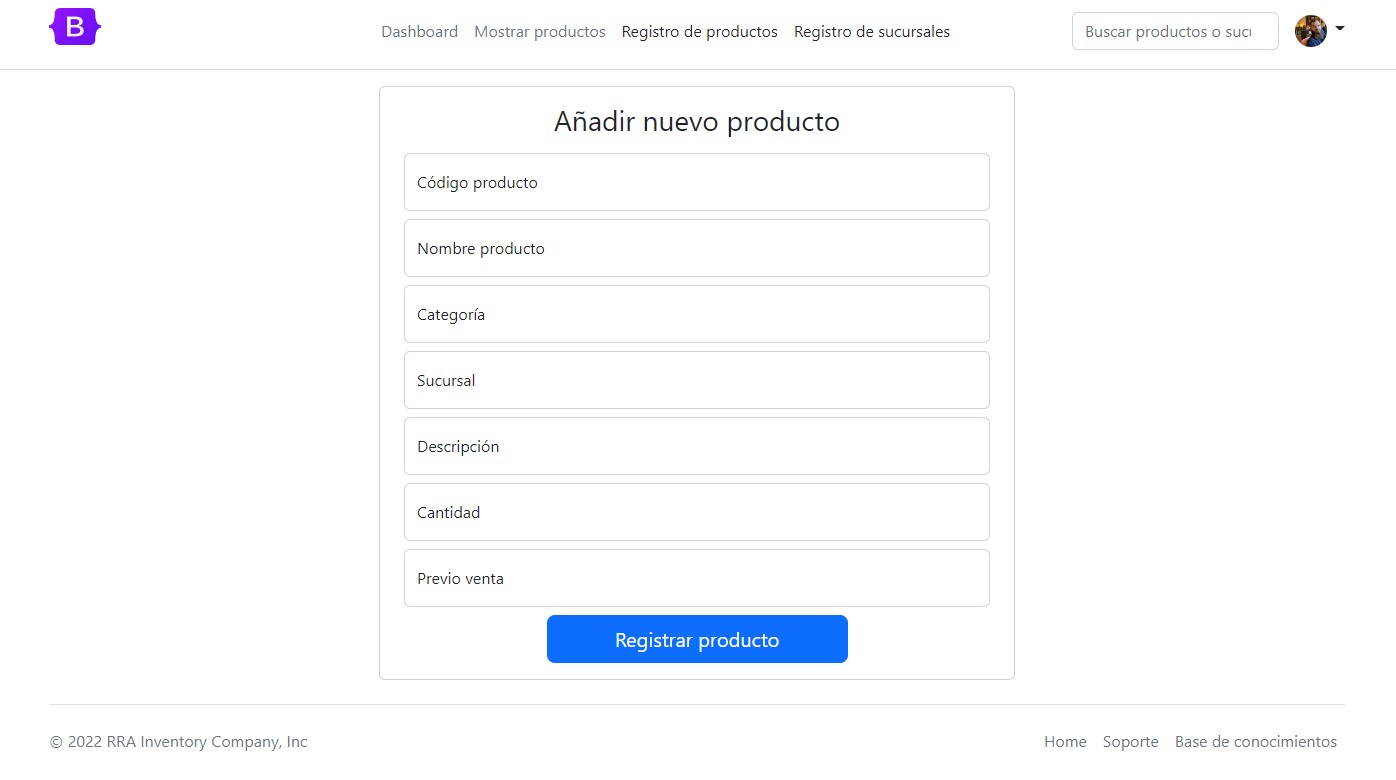 B
Dashboard Mostrar productos Registro de productos Registro de sucursales Buscar productos o sucu
Añadir nuevo producto
Código producto
Nombre producto
Categoría
Sucursal
Descripción
Cantidad
Previo venta
Registrar producto
© 2022 RRA Inventory Company, Inc Home Soporte Base de conocimientos